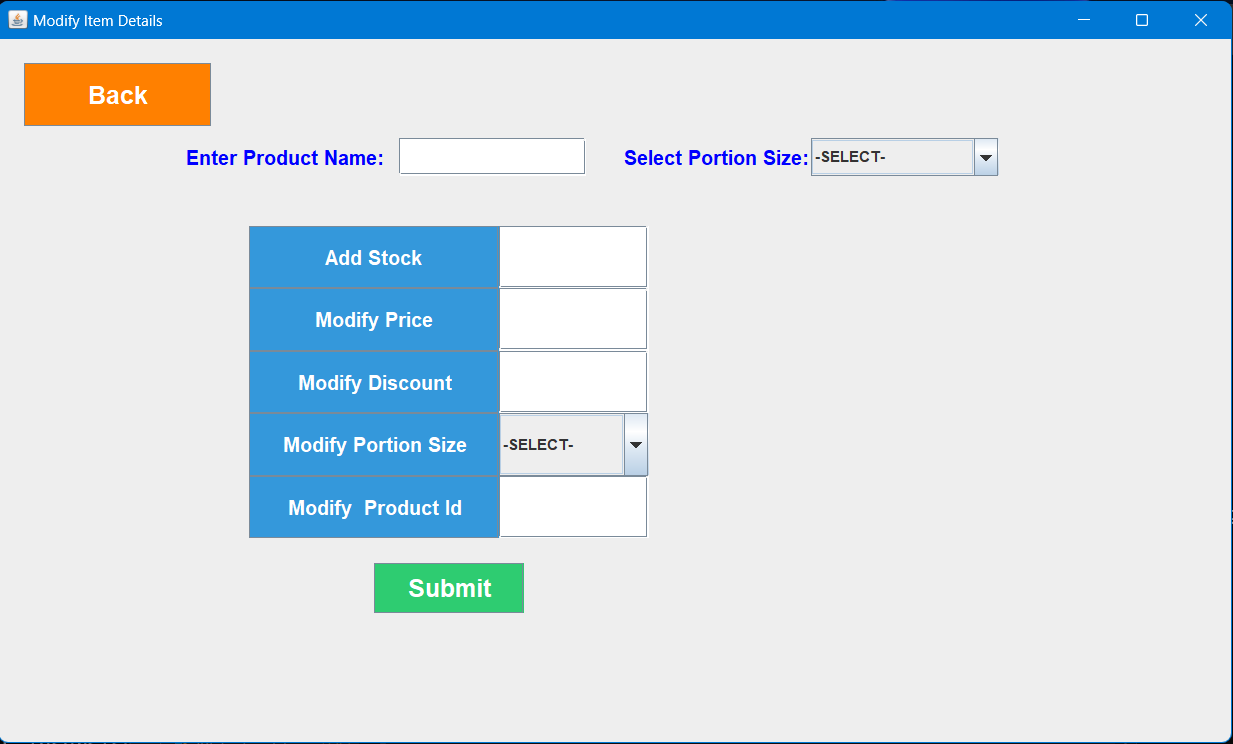 Modify Item Details
Back
Enter Product Name: Select Portion Size: -SELECT-
Add Stock
Modify Price
Modify Discount
Modify Portion Size -SELECT-
Modify  Product Id
Submit